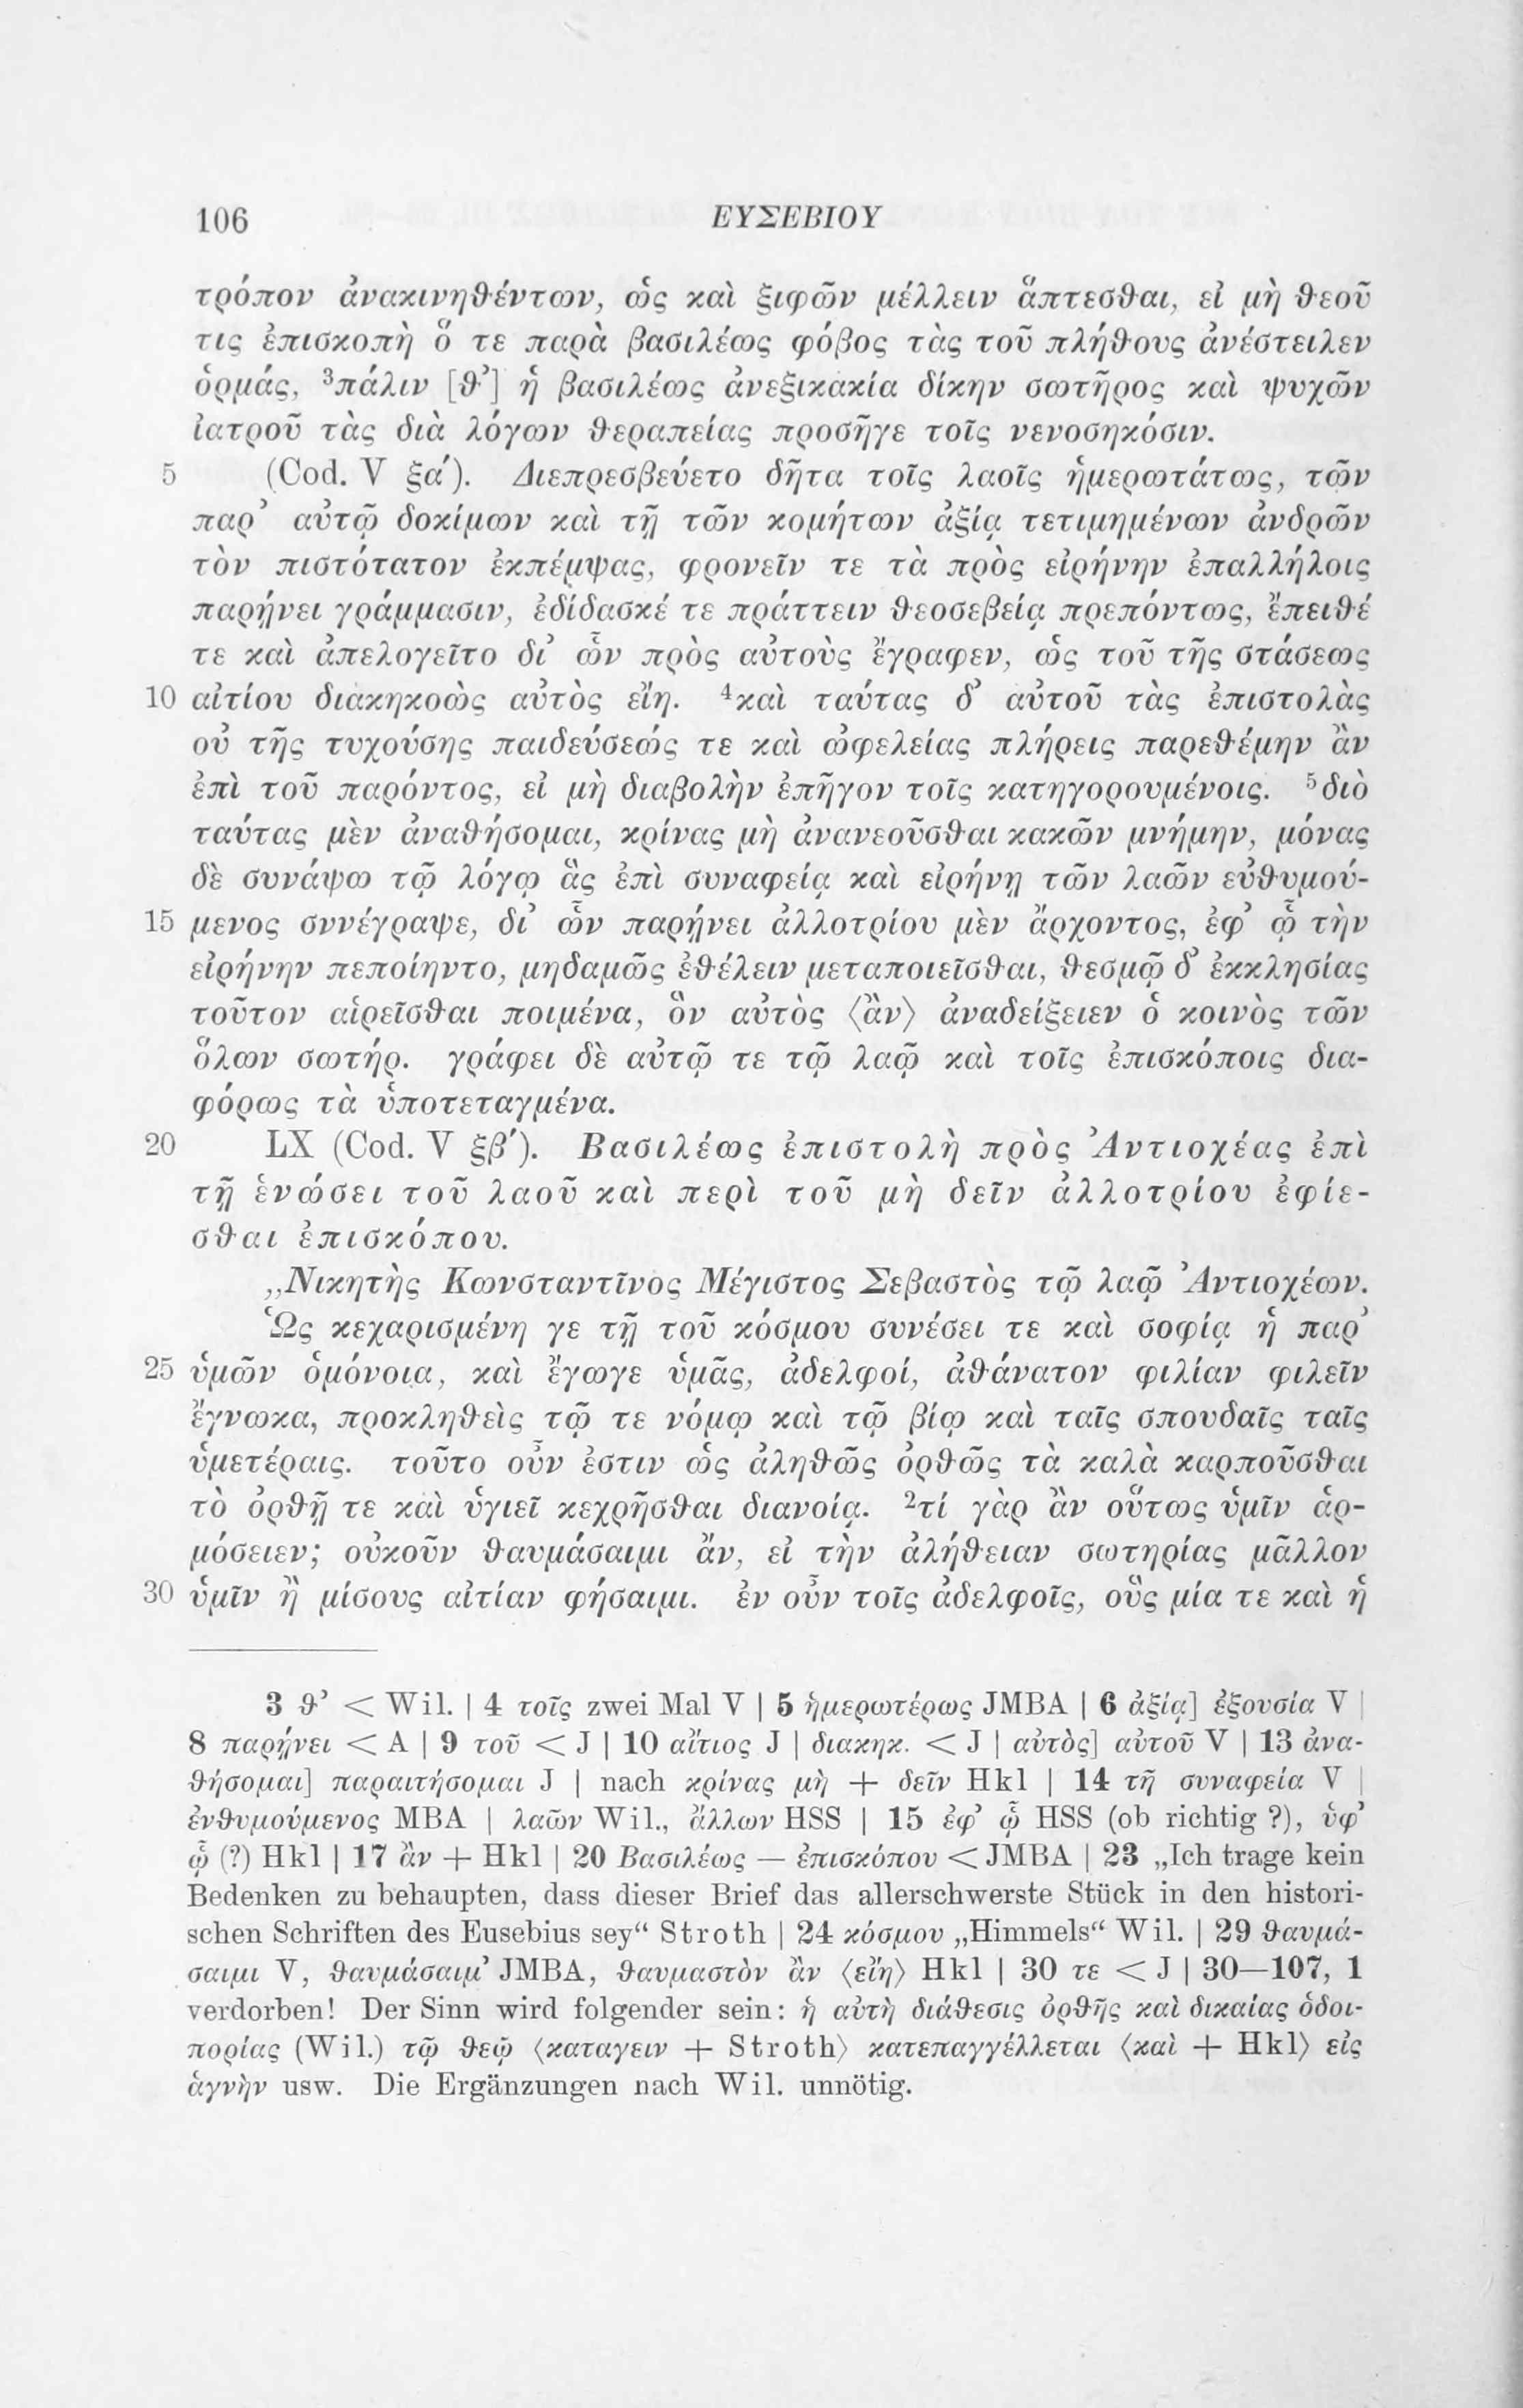 106 ΕΥΣΕΒΙΟΥ
τρόπον ἀνακινηθέντων, ὡς καὶ ξιφῶν μέλλειν ἅπτεσθαι, εἰ μὴ θεοῦ
τις ἐπισκοπὴ ὅ τε παρὰ βασιλέως φόβος τὰς τοῦ πλήθους ἀνέστειλεν
ὁρμάς, ³πάλιν [θ᾽] ἡ βασιλέως ἀνεξικακία δίκην σωτῆρος καὶ ψυχῶν
ἰατροῦ τὰς διὰ λόγων θεραπείας προσῆγε τοῖς νενοσηκόσιν.
5 (Cod. V ξα΄). Διεπρεσβεύετο δῆτα τοῖς λαοῖς ἡμερωτάτως, τῶν
παρ᾽ αὐτῷ δοκίμων καὶ τῇ τῶν κομήτων ἀξίᾳ τετιμημένων ἀνδρῶν
τὸν πιστότατον ἐκπέμψας, φρονεῖν τε τὰ πρὸς εἰρήνην ἐπαλλήλοις
παρῄνει γράμμασιν, ἐδίδασκέ τε πράττειν θεοσεβείᾳ πρεπόντως, ἔπειθέ
τε καὶ ἀπελογεῖτο δι᾽ ὧν πρὸς αὐτοὺς ἔγραφεν, ὡς τοῦ τῆς στάσεως
10 αἰτίου διακηκοὼς αὐτὸς εἴη. ⁴καὶ ταύτας δ᾽ αὐτοῦ τὰς ἐπιστολὰς
οὐ τῆς τυχούσης παιδεύσεώς τε καὶ ὠφελείας πλήρεις παρεθέμην ἂν
ἐπὶ τοῦ παρόντος, εἰ μὴ διαβολὴν ἐπῆγον τοῖς κατηγορουμένοις. ⁵διὸ
ταύτας μὲν ἀναθήσομαι, κρίνας μὴ ἀνανεοῦσθαι κακῶν μνήμην, μόνας
δὲ συνάψω τῷ λόγῳ ἃς ἐπὶ συναφείᾳ καὶ εἰρήνῃ τῶν λαῶν εὐθυμού-
15 μενος συνέγραψε, δι᾽ ὧν παρῄνει ἀλλοτρίου μὲν ἄρχοντος, ἐφ᾽ ᾧ τὴν
εἰρήνην πεποίηντο, μηδαμῶς ἐθέλειν μεταποιεῖσθαι, θεσμῷ δ᾽ ἐκκλησίας
τοῦτον αἱρεῖσθαι ποιμένα, ὃν αὐτὸς ⟨ἂν⟩ ἀναδείξειεν ὁ κοινὸς τῶν
ὅλων σωτήρ. γράφει δὲ αὐτῷ τε τῷ λαῷ καὶ τοῖς ἐπισκόποις δια-
φόρως τὰ ὑποτεταγμένα.
20 LX (Cod. V ξβ΄). Βασιλέως ἐπιστολὴ πρὸς Ἀντιοχέας ἐπὶ
τῇ ἑνώσει τοῦ λαοῦ καὶ περὶ τοῦ μὴ δεῖν ἀλλοτρίου ἐφίε-
σθαι ἐπισκόπου.
„Νικητὴς Κωνσταντῖνος Μέγιστος Σεβαστὸς τῷ λαῷ Ἀντιοχέων.
Ὡς κεχαρισμένη γε τῇ τοῦ κόσμου συνέσει τε καὶ σοφίᾳ ἡ παρ᾽
25 ὑμῶν ὁμόνοια, καὶ ἔγωγε ὑμᾶς, ἀδελφοί, ἀθάνατον φιλίαν φιλεῖν
ἔγνωκα, προκληθεὶς τῷ τε νόμῳ καὶ τῷ βίῳ καὶ ταῖς σπουδαῖς ταῖς
ὑμετέραις. τοῦτο οὖν ἐστιν ὡς ἀληθῶς ὀρθῶς τὰ καλὰ καρποῦσθαι
τὸ ὀρθῇ τε καὶ ὑγιεῖ κεχρῆσθαι διανοίᾳ. ²τί γὰρ ἂν οὕτως ὑμῖν ἁρ-
μόσειεν; οὐκοῦν θαυμάσαιμι ἄν, εἰ τὴν ἀλήθειαν σωτηρίας μᾶλλον
30 ὑμῖν ἢ μίσους αἰτίαν φήσαιμι. ἐν οὖν τοῖς ἀδελφοῖς, οὓς μία τε καὶ ἡ
3 θ᾽ < Wil. | 4 τοῖς zwei Mal V | 5 ἡμερωτέρως JMBA | 6 ἀξίᾳ] ἐξουσία V |
8 παρῄνει < A | 9 τοῦ < J | 10 αἴτιος J | διακηκ. < J | αὐτὸς] αὐτοῦ V | 13 ἀνα-
θήσομαι] παραιτήσομαι J | nach κρίνας μὴ + δεῖν Hkl | 14 τῇ συναφεία V |
ἐνθυμούμενος MBA | λαῶν Wil., ἄλλων HSS | 15 ἐφ᾽ ᾧ HSS (ob richtig ?), ὑφ᾽
ᾧ (?) Hkl | 17 ἂν + Hkl | 20 Βασιλέως — ἐπισκόπου < JMBA | 23 „Ich trage kein
Bedenken zu behaupten, dass dieser Brief das allerschwerste Stück in den histori-
schen Schriften des Eusebius sey“ Stroth | 24 κόσμου „Himmels“ Wil. | 29 θαυμά-
σαιμι V, θαυμάσαιμ᾽ JMBA, θαυμαστὸν ἂν ⟨εἴη⟩ Hkl | 30 τε < J | 30—107, 1
verdorben! Der Sinn wird folgender sein: ἡ αὐτὴ διάθεσις ὀρθῆς καὶ δικαίας ὁδοι-
πορίας (Wil.) τῷ θεῷ ⟨καταγειν + Stroth⟩ κατεπαγγέλλεται ⟨καὶ + Hkl⟩ εἰς
ἁγνὴν usw. Die Ergänzungen nach Wil. unnötig.